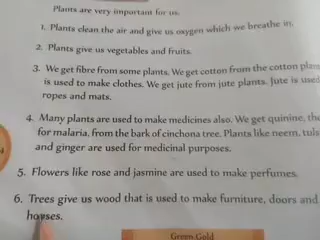 Plants are very important for us.
1. Plants clean the air and give us oxygen which we breathe in.
2. Plants give us vegetables and fruits.
3. We get fibre from some plants. We get cotton from the cotton
is used to make clothes. We get jute from jute plants. Jute is used
ropes and mats.
4. Many plants are used to make medicines also. We get quinine, the
for malaria, from the bark of cinchona tree. Plants like neem,
and ginger are used for medicinal purposes.
5. Flowers like rose and jasmine are used to make perfumes.
6. Trees give us wood that is used to make furniture, doors and
houses.
Green Gold